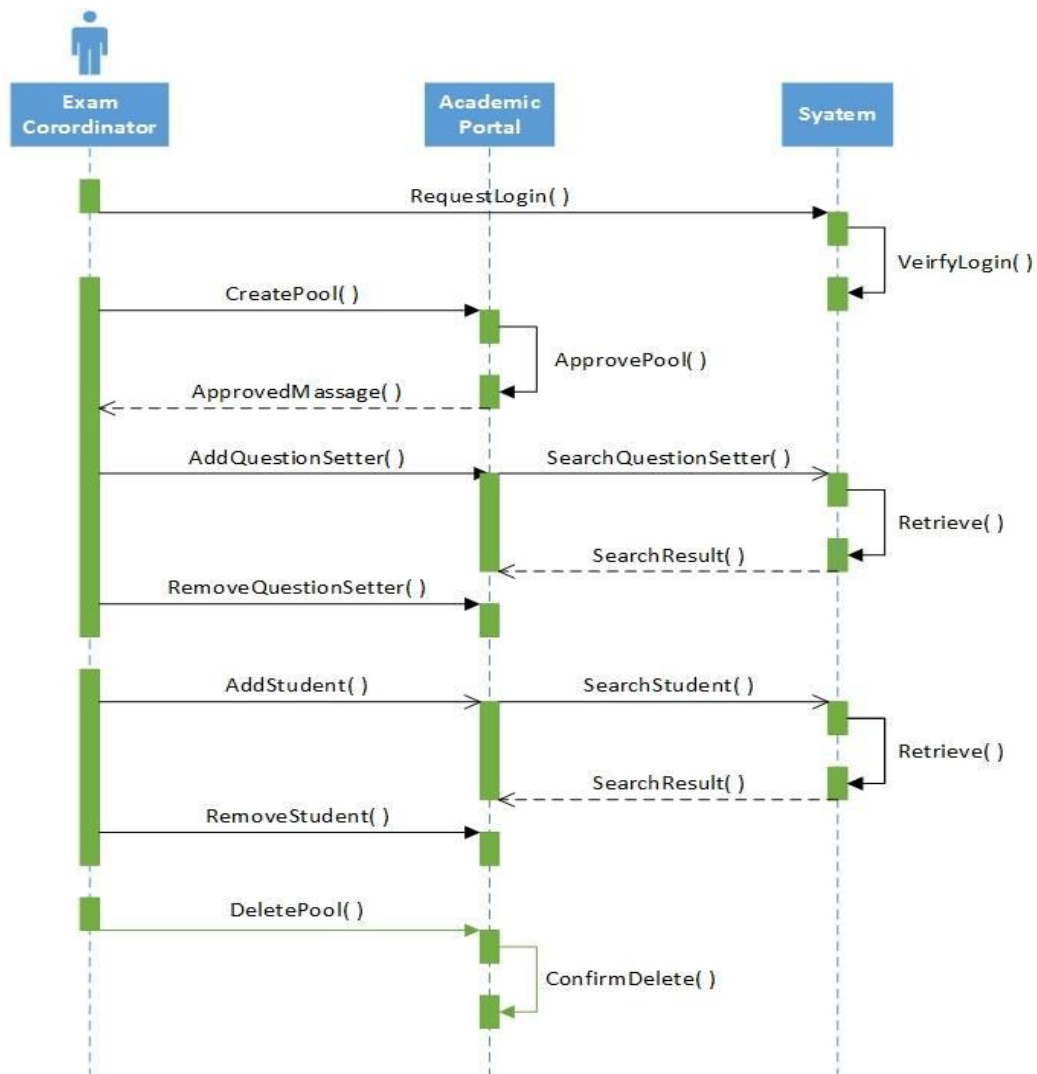 Exam
Corordinator
Academic
Portal
Syatem
RequestLogin( )
VeirfyLogin( )
CreatePool( )
ApprovePool( )
ApprovedMassage( )
AddQuestionSetter( )
SearchQuestionSetter( )
Retrieve( )
SearchResult( )
RemoveQuestionSetter( )
AddStudent( )
SearchStudent( )
Retrieve( )
SearchResult( )
RemoveStudent( )
DeletePool( )
ConfirmDelete( )